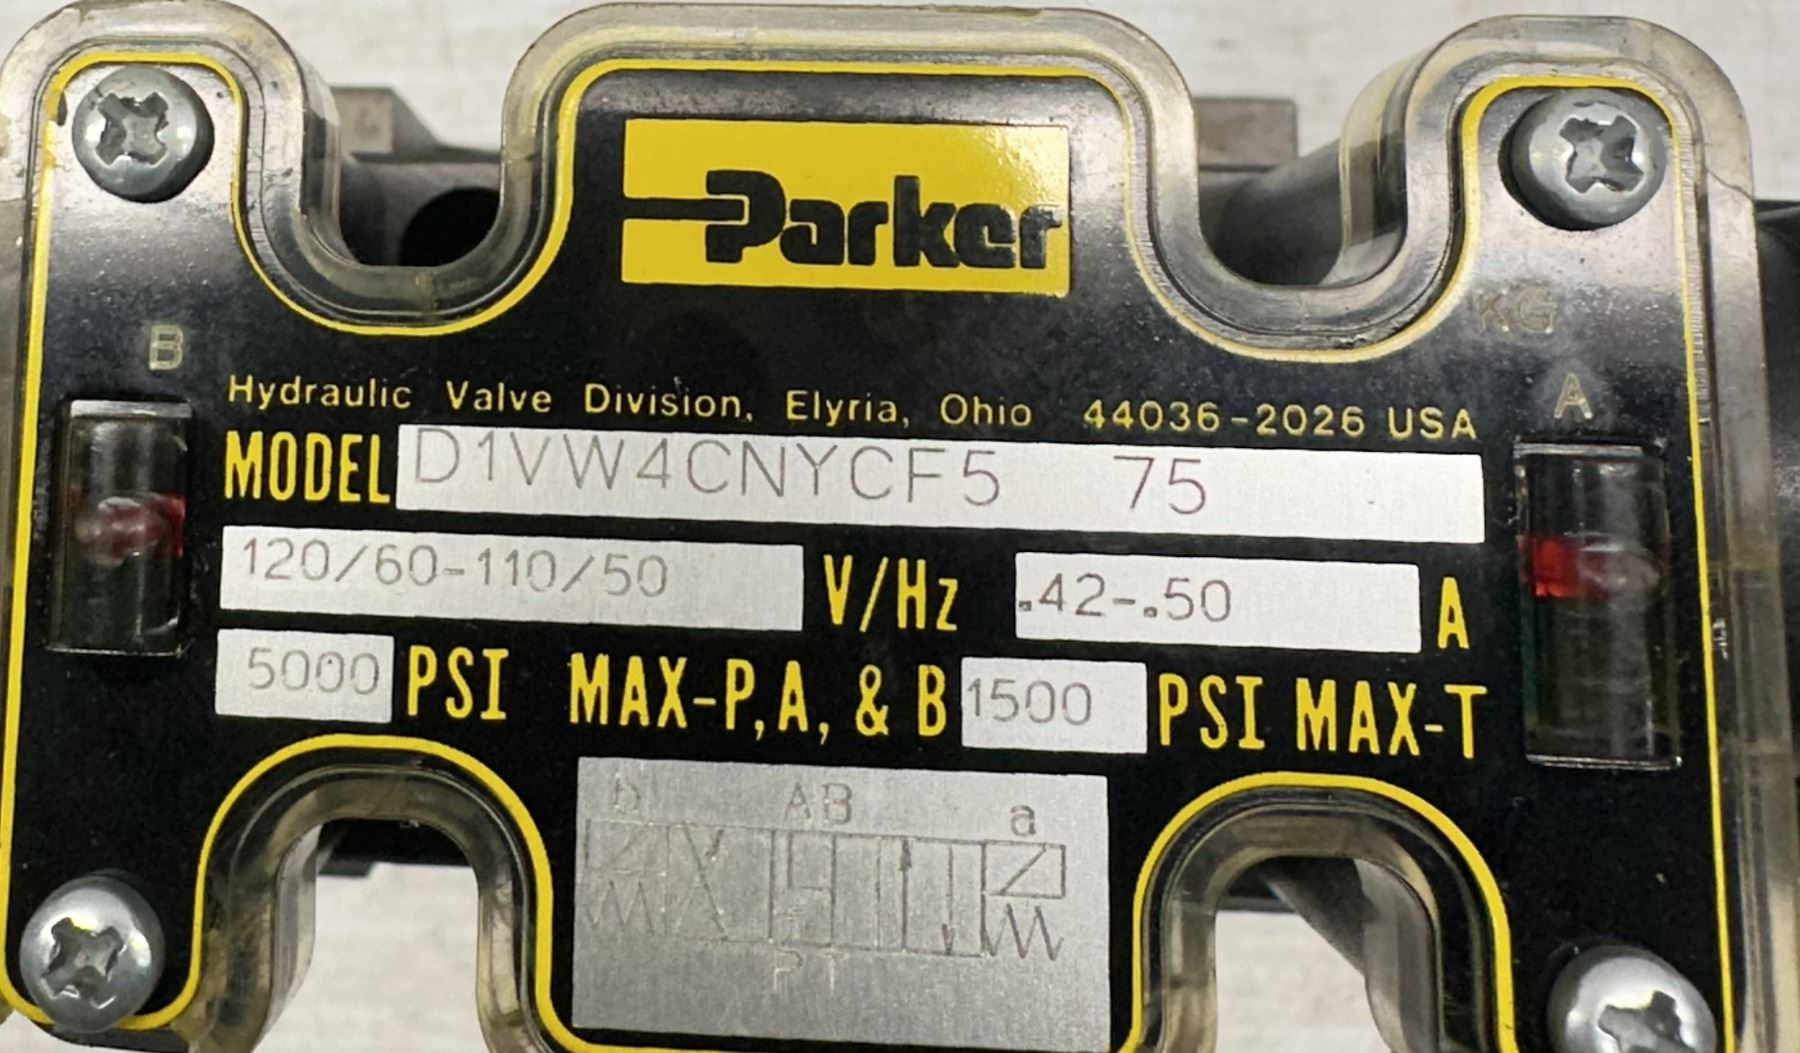 Parker
KG
B
A
Hydraulic Valve Division, Elyria, Ohio 44036-2026 USA
MODEL D1VW4CNYCF5 75
120/60-110/50 V/Hz .42-.50 A
5000 PSI MAX-P,A, & B 1500 PSI MAX-T
b AB a
PT